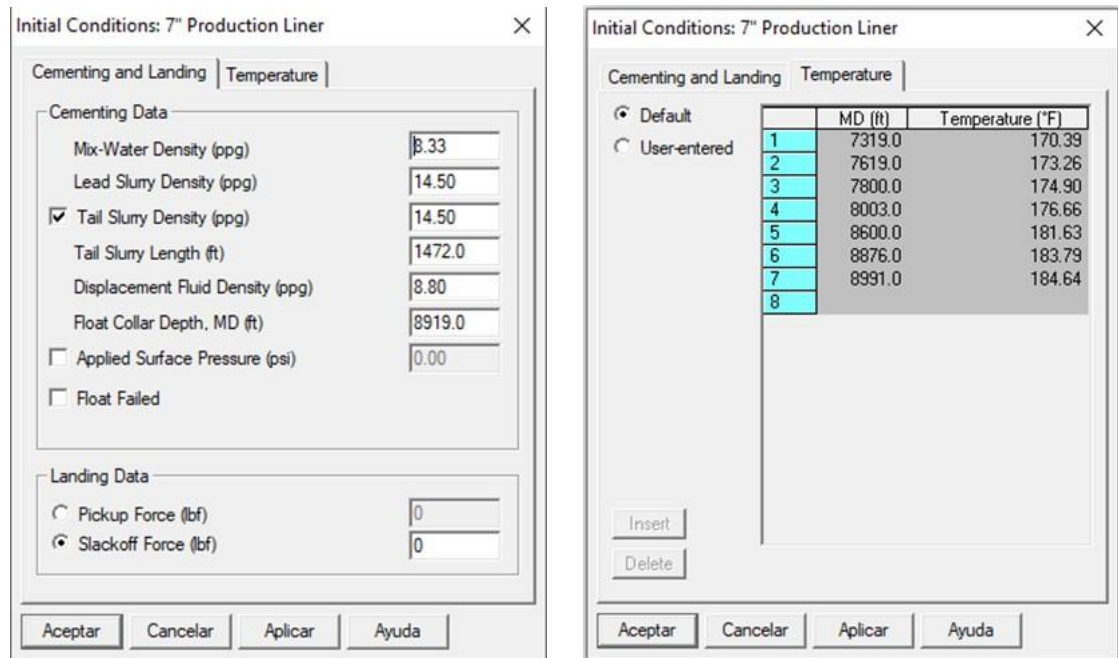 Initial Conditions: 7" Production Liner
Cementing and Landing Temperature
Cementing Data
Mix-Water Density (ppg) 8.33
Lead Slurry Density (ppg) 14.50
Tail Slurry Density (ppg) 14.50
Tail Slurry Length (ft) 1472.0
Displacement Fluid Density (ppg) 8.80
Float Collar Depth, MD (ft) 8919.0
Applied Surface Pressure (psi) 0.00
Float Failed
Landing Data
Pickup Force (lbf) 0
Slackoff Force (lbf) 0
Aceptar Cancelar Aplicar Ayuda
Initial Conditions: 7" Production Liner
Cementing and Landing Temperature
Default
User-entered
MD (ft) Temperature (°F)
1 7319.0 170.39
2 7619.0 173.26
3 7800.0 174.90
4 8003.0 176.66
5 8600.0 181.63
6 8876.0 183.79
7 8991.0 184.64
8
Insert
Delete
Aceptar Cancelar Aplicar Ayuda